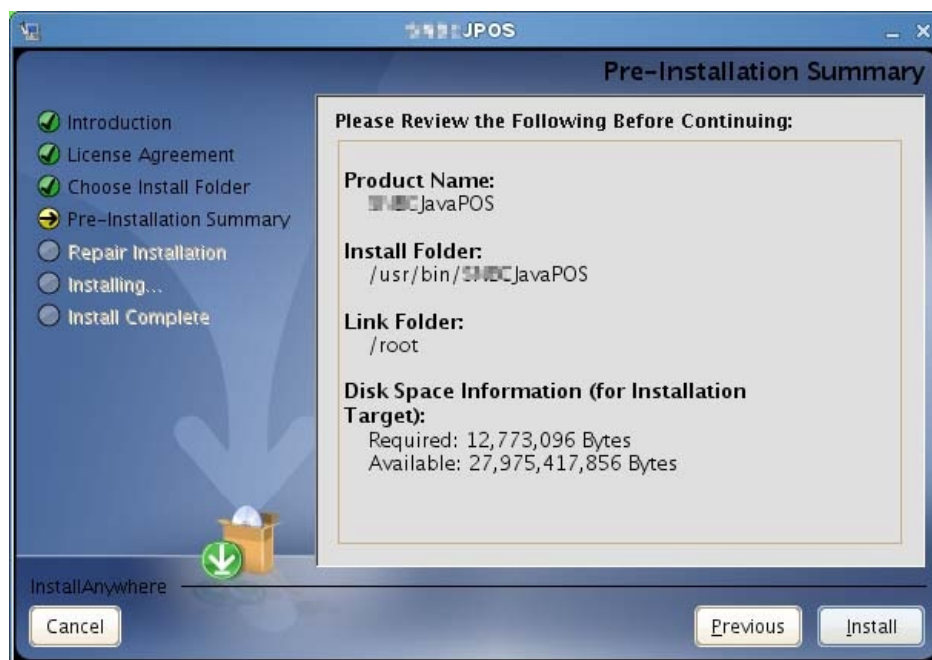 JPOS
Pre-Installation Summary
Introduction
License Agreement
Choose Install Folder
Pre-Installation Summary
Repair Installation
Installing...
Install Complete
Please Review the Following Before Continuing:
Product Name:
JavaPOS
Install Folder:
/usr/bin/ JavaPOS
Link Folder:
/root
Disk Space Information (for Installation
Target):
Required: 12,773,096 Bytes
Available: 27,975,417,856 Bytes
InstallAnywhere
Cancel
Previous
Install